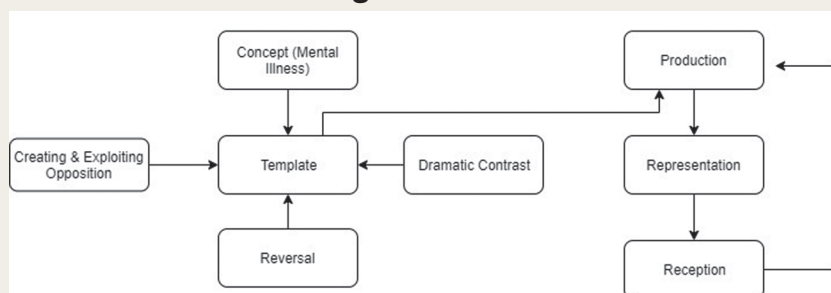 Concept (Mental
Illness)
Production
Creating & Exploiting
Opposition
Template
Dramatic Contrast
Representation
Reversal
Reception